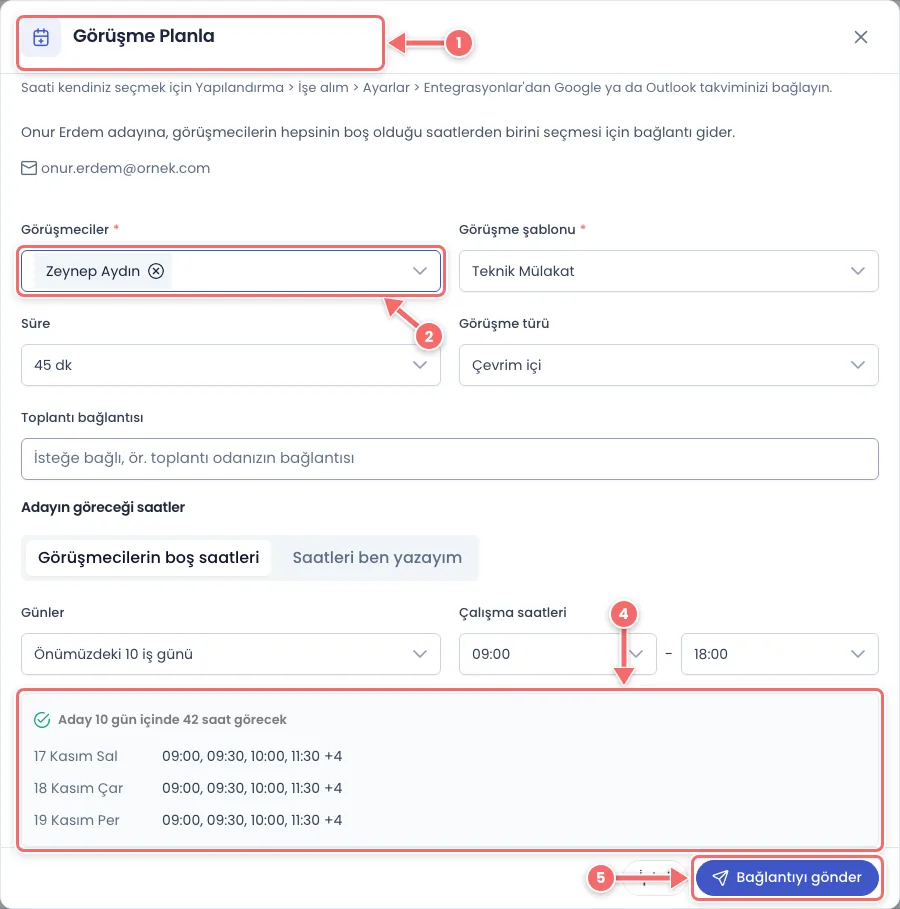 Görüşme Planla
1
Saati kendiniz seçmek için Yapılandırma > İşe alım > Ayarlar > Entegrasyonlar'dan Google ya da Outlook takviminizi bağlayın.
Onur Erdem adayına, görüşmecilerin hepsinin boş olduğu saatlerden birini seçmesi için bağlantı gider.
onur.erdem@ornek.com
Görüşmeciler *
Görüşme şablonu *
Zeynep Aydın
Teknik Mülakat
2
Süre
Görüşme türü
45 dk
Çevrim içi
Toplantı bağlantısı
İsteğe bağlı, ör. toplantı odanızın bağlantısı
Adayın göreceği saatler
Görüşmecilerin boş saatleri
Saatleri ben yazayım
Günler
Çalışma saatleri
4
Önümüzdeki 10 iş günü
09:00 - 18:00
Aday 10 gün içinde 42 saat görecek
17 Kasım Sal 09:00, 09:30, 10:00, 11:30 +4
18 Kasım Çar 09:00, 09:30, 10:00, 11:30 +4
19 Kasım Per 09:00, 09:30, 10:00, 11:30 +4
5
Bağlantıyı gönder